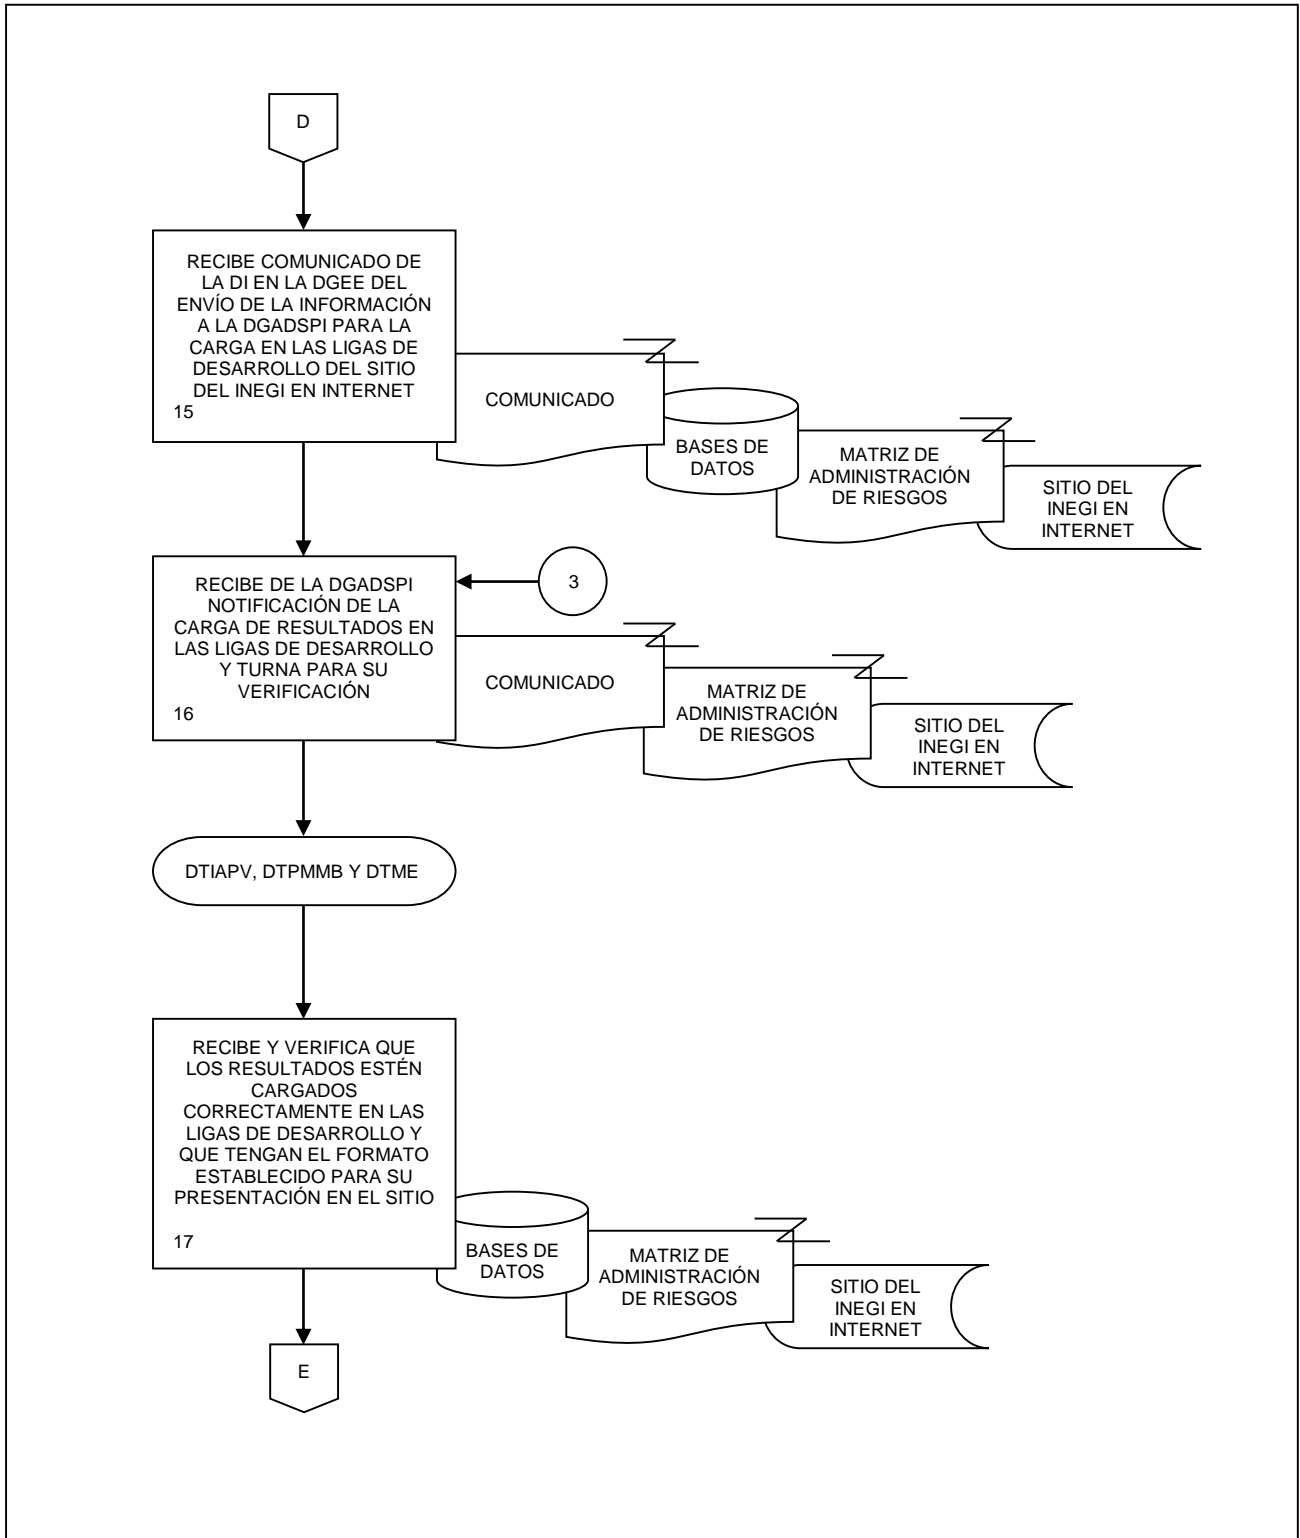 D
RECIBE COMUNICADO DE
LA DI EN LA DGEE DEL
ENVÍO DE LA INFORMACIÓN
A LA DGADSPI PARA LA
CARGA EN LAS LIGAS DE
DESARROLLO DEL SITIO
DEL INEGI EN INTERNET
15
COMUNICADO
BASES DE
DATOS
MATRIZ DE
ADMINISTRACIÓN
DE RIESGOS
SITIO DEL
INEGI EN
INTERNET
RECIBE DE LA DGADSPI
NOTIFICACIÓN DE LA
CARGA DE RESULTADOS EN
LAS LIGAS DE DESARROLLO
Y TURNA PARA SU
VERIFICACIÓN
16
3
COMUNICADO
MATRIZ DE
ADMINISTRACIÓN
DE RIESGOS
SITIO DEL
INEGI EN
INTERNET
DTIAPV, DTPMMB Y DTME
RECIBE Y VERIFICA QUE
LOS RESULTADOS ESTÉN
CARGADOS
CORRECTAMENTE EN LAS
LIGAS DE DESARROLLO Y
QUE TENGAN EL FORMATO
ESTABLECIDO PARA SU
PRESENTACIÓN EN EL SITIO
17
BASES DE
DATOS
MATRIZ DE
ADMINISTRACIÓN
DE RIESGOS
SITIO DEL
INEGI EN
INTERNET
E